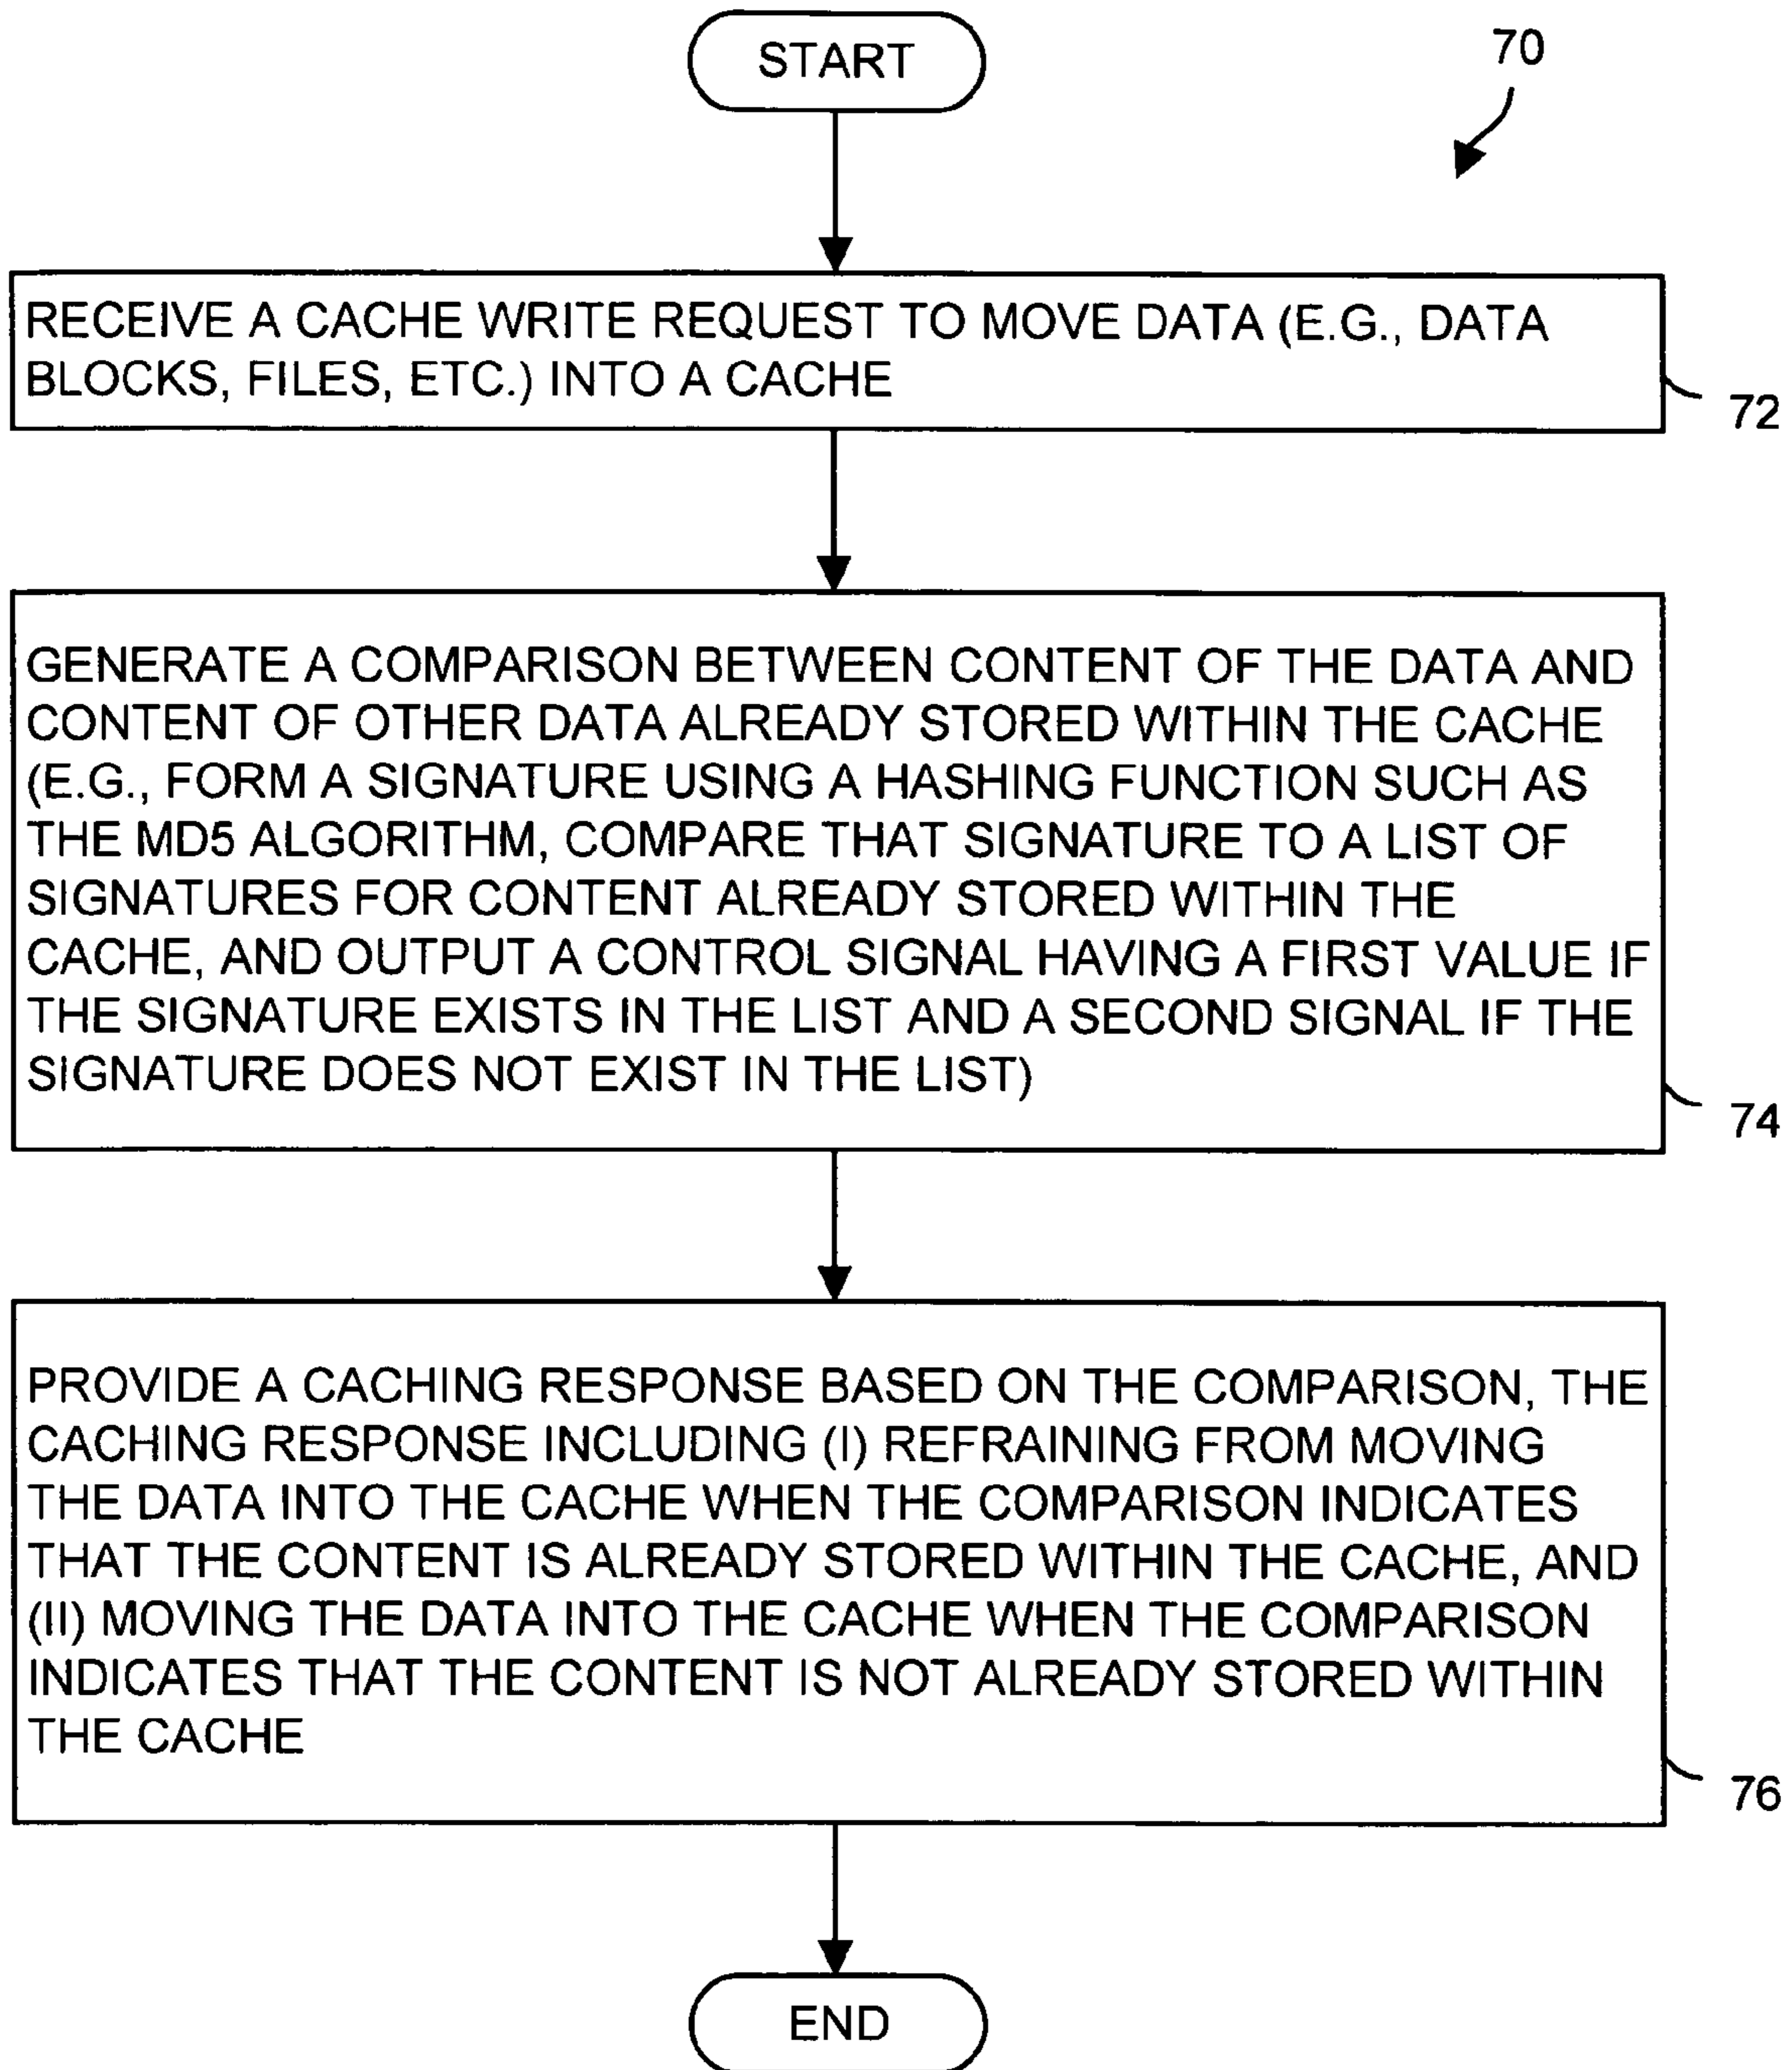 START
70
RECEIVE A CACHE WRITE REQUEST TO MOVE DATA (E.G., DATA
BLOCKS, FILES, ETC.) INTO A CACHE
72
GENERATE A COMPARISON BETWEEN CONTENT OF THE DATA AND
CONTENT OF OTHER DATA ALREADY STORED WITHIN THE CACHE
(E.G., FORM A SIGNATURE USING A HASHING FUNCTION SUCH AS
THE MD5 ALGORITHM, COMPARE THAT SIGNATURE TO A LIST OF
SIGNATURES FOR CONTENT ALREADY STORED WITHIN THE
CACHE, AND OUTPUT A CONTROL SIGNAL HAVING A FIRST VALUE IF
THE SIGNATURE EXISTS IN THE LIST AND A SECOND SIGNAL IF THE
SIGNATURE DOES NOT EXIST IN THE LIST)
74
PROVIDE A CACHING RESPONSE BASED ON THE COMPARISON, THE
CACHING RESPONSE INCLUDING (I) REFRAINING FROM MOVING
THE DATA INTO THE CACHE WHEN THE COMPARISON INDICATES
THAT THE CONTENT IS ALREADY STORED WITHIN THE CACHE, AND
(II) MOVING THE DATA INTO THE CACHE WHEN THE COMPARISON
INDICATES THAT THE CONTENT IS NOT ALREADY STORED WITHIN
THE CACHE
76
END